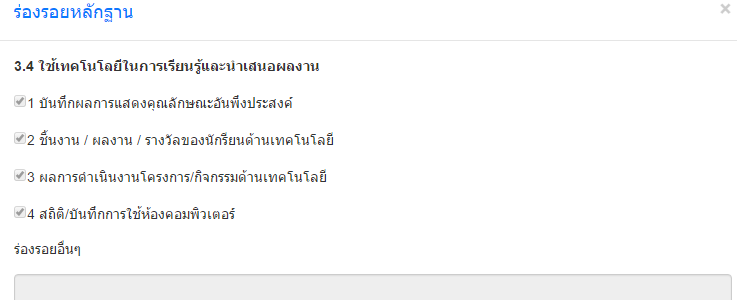 ร่องรอยหลักฐาน
×
3.4 ใช้เทคโนโลยีในการเรียนรู้และนำเสนอผลงาน
1 บันทึกผลการแสดงคุณลักษณะอันพึงประสงค์
2 ชิ้นงาน / ผลงาน / รางวัลของนักรียนด้านเทคโนโลยี
3 ผลการดำเนินงานโครงการ/กิจกรรมด้านเทคโนโลยี
4 สถิติ/บันทึกการใช้ห้องคอมพิวเตอร์
ร่องรอยอื่นๆ